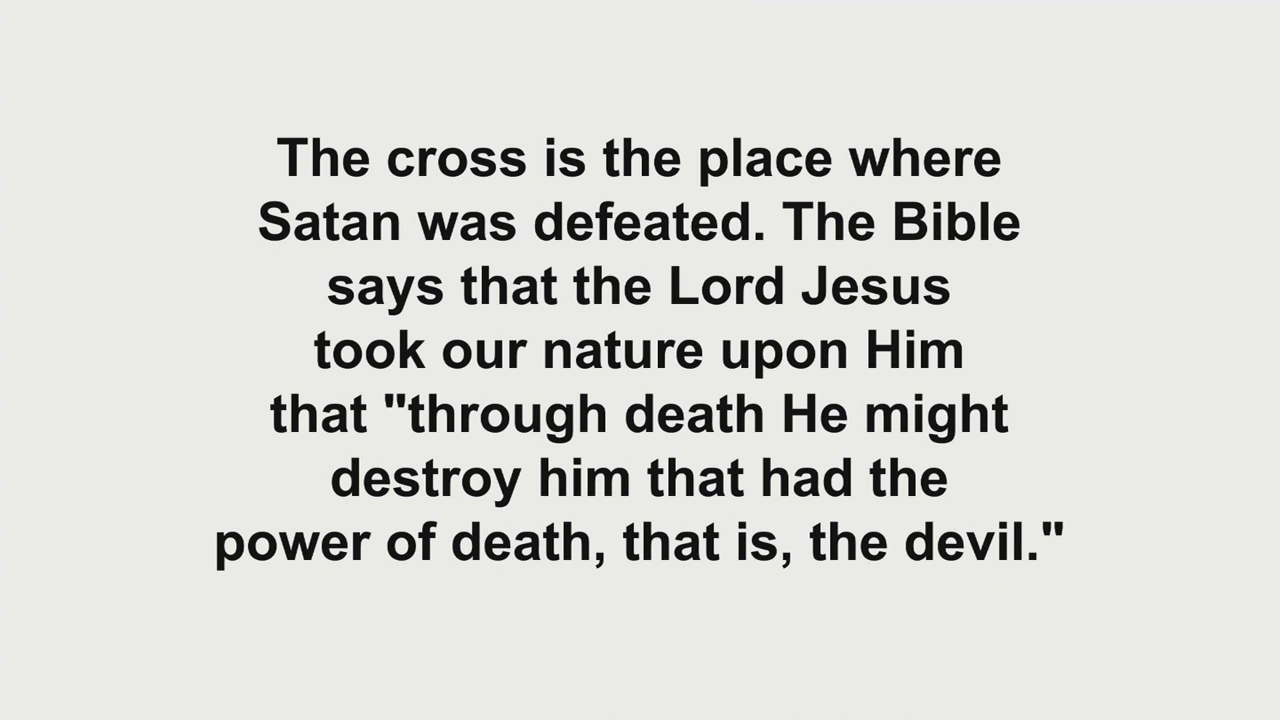 The cross is the place where
Satan was defeated. The Bible
says that the Lord Jesus
took our nature upon Him
that "through death He might
destroy him that had the
power of death, that is, the devil."